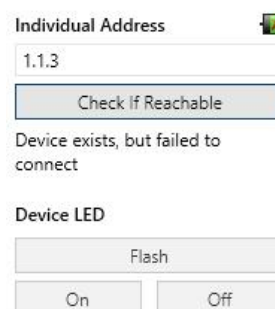 Individual Address
1.1.3
Check If Reachable
Device exists, but failed to
connect
Device LED
Flash
On
Off